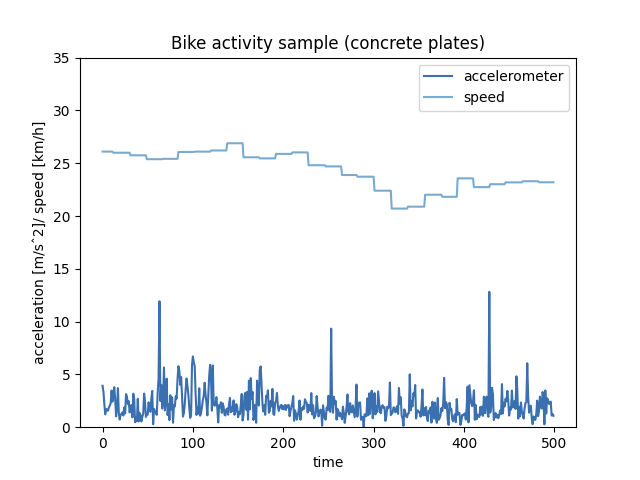 Bike activity sample (concrete plates)
accelerometer
speed
acceleration [m/s^2]/ speed [km/h]
35
30
25
20
15
10
5
0
0 100 200 300 400 500
time